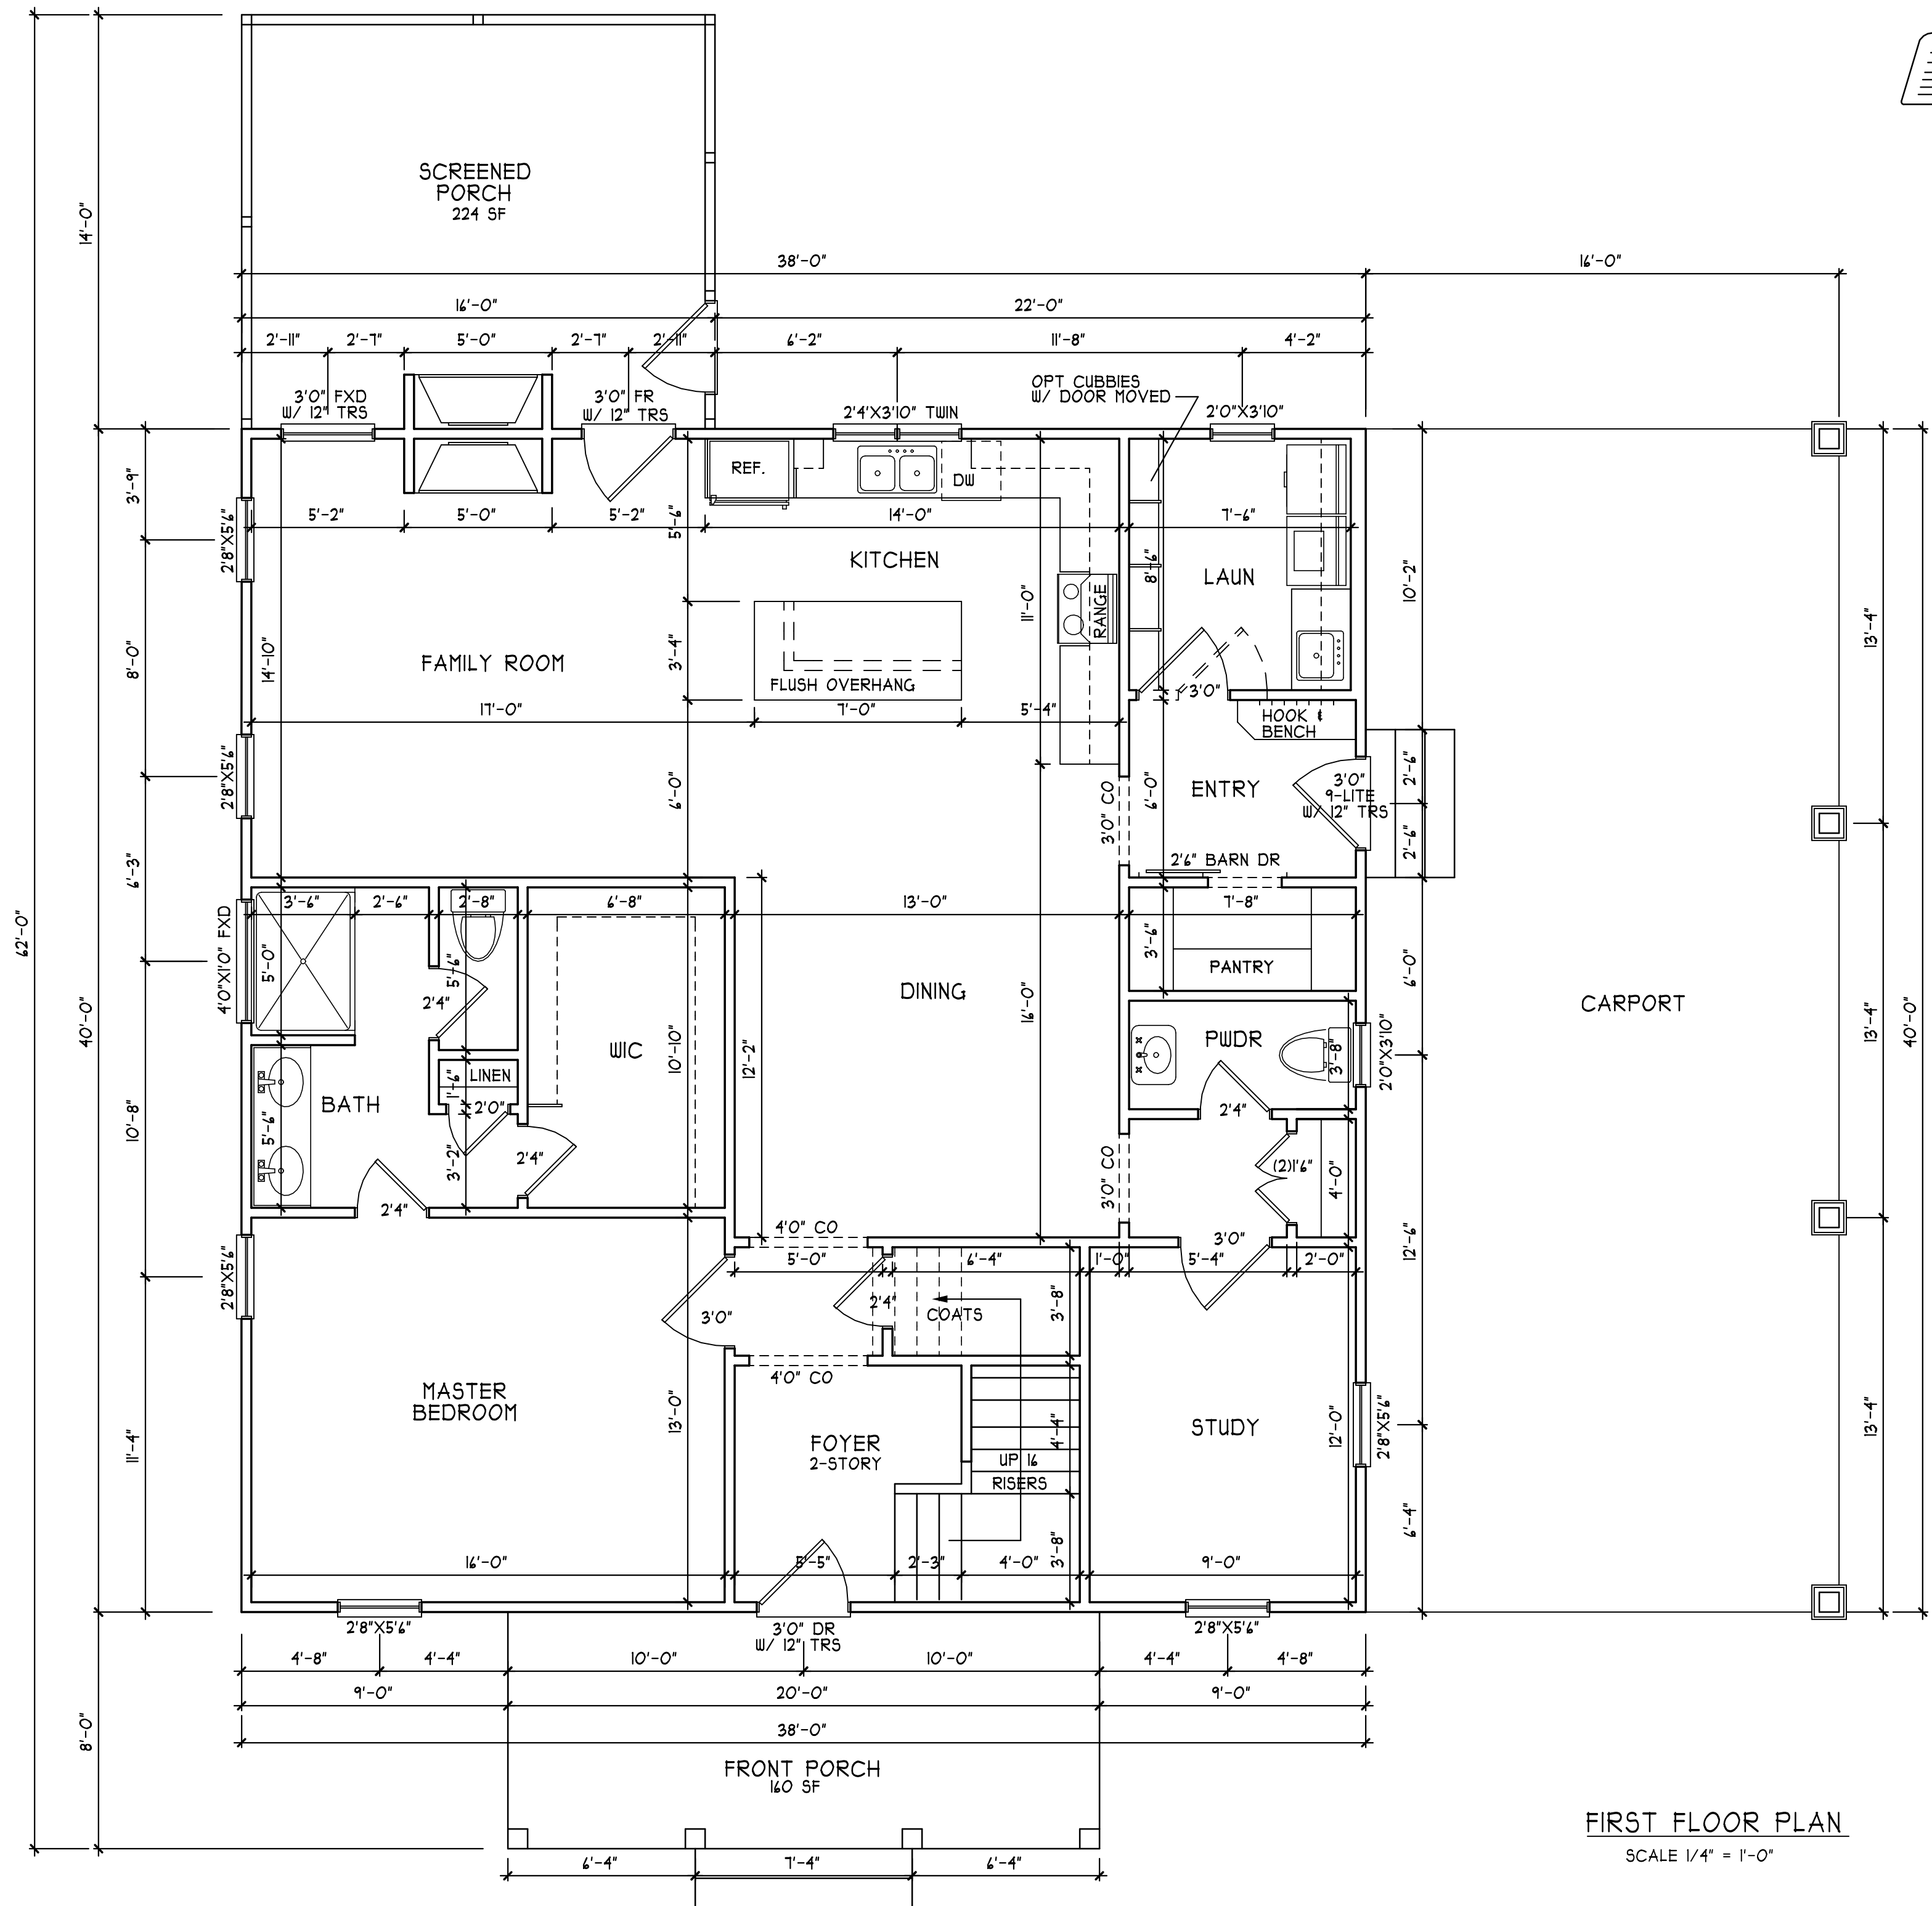 SCREENED
PORCH
224 SF
14'-0"
38'-0"
16'-0"
16'-0"
22'-0"
2'-11"
2'-7"
5'-0"
2'-7"
2'-11"
6'-2"
11'-8"
4'-2"
3'0" FXD
W/ 12" TRS
3'0" FR
W/ 12" TRS
2'4"X3'10" TWIN
OPT CUBBIES
W/ DOOR MOVED
2'0"X3'10"
REF.
DW
3'-9"
2'8"X5'6"
5'-2"
5'-0"
5'-2"
5'-6"
14'-0"
7'-6"
KITCHEN
8'-6"
LAUN
10'-2"
11'-0"
RANGE
13'-4"
8'-0"
14'-10"
FAMILY ROOM
3'-4"
FLUSH OVERHANG
3'0"
17'-0"
7'-0"
5'-4"
HOOK &
BENCH
2'8"X5'6"
6'-0"
3'0" CO
6'-0"
ENTRY
3'0"
9-LITE
W/ 12" TRS
2'-6"
2'-6"
6'-3"
2'6" BARN DR
62'-0"
40'-0"
4'0"X1'0" FXD
3'-6"
2'-6"
2'-8"
6'-8"
13'-0"
7'-8"
5'-0"
5'-6"
2'4"
3'-6"
PANTRY
6'-0"
DINING
16'-0"
CARPORT
13'-4"
40'-0"
WIC
10'-10"
12'-2"
PWDR
3'-8"
2'0"X3'10"
LINEN
1'-6"
2'0"
BATH
5'-6"
10'-8"
2'4"
3'-2"
2'4"
2'4"
3'0" CO
(2)1'6"
4'-0"
12'-6"
4'0" CO
3'0"
2'8"X5'6"
5'-0"
6'-4"
1'-0"
5'-4"
2'-0"
3'0"
2'4"
COATS
3'-8"
4'0" CO
MASTER
BEDROOM
13'-0"
11'-4"
FOYER
2-STORY
4'-4"
UP 16
RISERS
STUDY
12'-0"
2'8"X5'6"
13'-4"
6'-4"
16'-0"
5'-5"
2'-3"
4'-0"
3'-8"
9'-0"
2'8"X5'6"
3'0" DR
W/ 12" TRS
2'8"X5'6"
4'-8"
4'-4"
10'-0"
10'-0"
4'-4"
4'-8"
9'-0"
20'-0"
9'-0"
8'-0"
38'-0"
FRONT PORCH
160 SF
6'-4"
7'-4"
6'-4"
FIRST FLOOR PLAN
SCALE 1/4" = 1'-0"